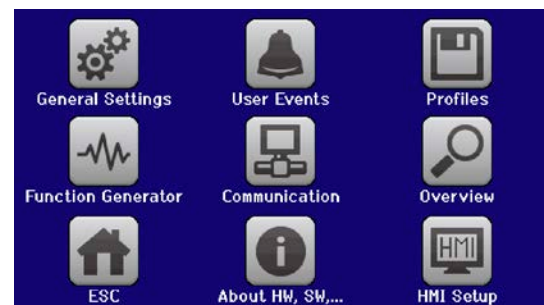 General Settings
User Events
Profiles
Function Generator
Communication
Overview
HMI
ESC
About HW, SW,...
HMI Setup